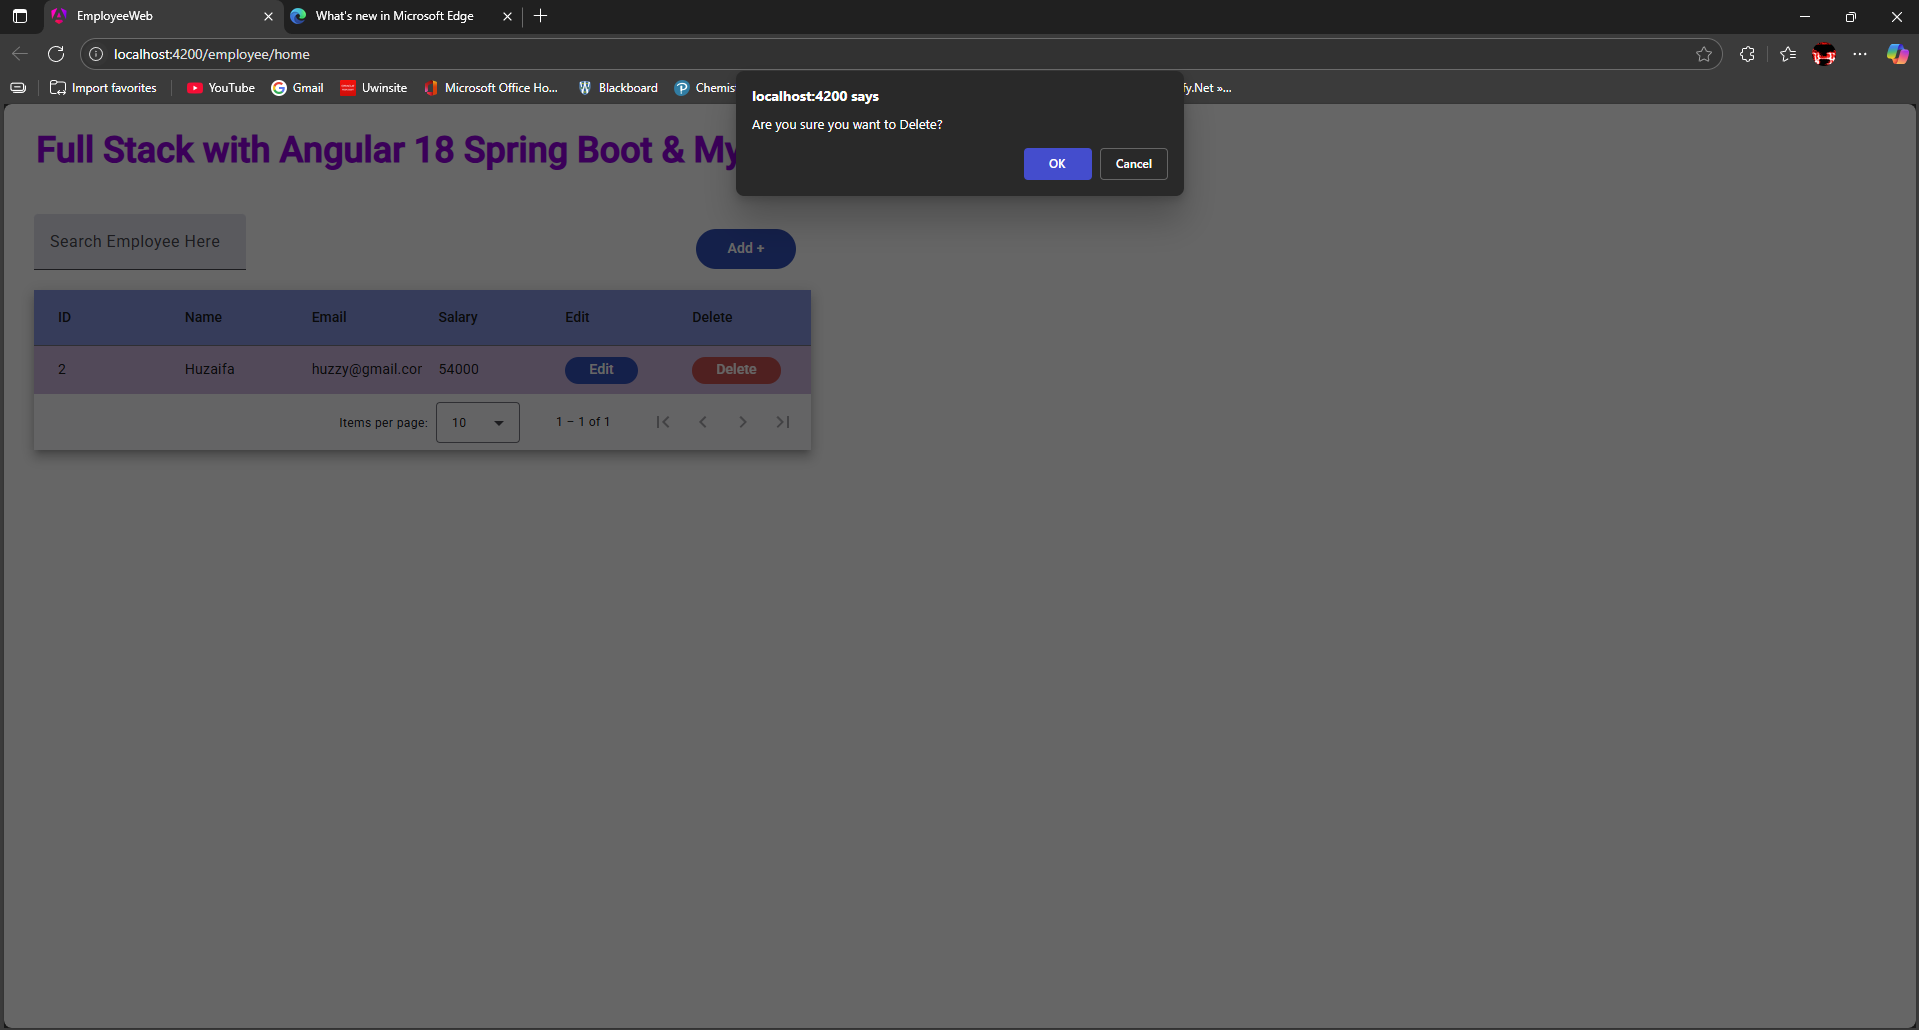 EmployeeWeb
What's new in Microsoft Edge
localhost:4200/employee/home
Import favorites
YouTube
Gmail
Uwinsite
Microsoft Office Ho...
Blackboard
fy.Net »...
localhost:4200 says
Are you sure you want to Delete?
OK
Cancel
Full Stack with Angular 18 Spring Boot &
Search Employee Here
Add +
ID Name Email Salary Edit Delete
2 Huzaifa huzzy@gmail.cor 54000 Edit Delete
Items per page: 10 1 – 1 of 1